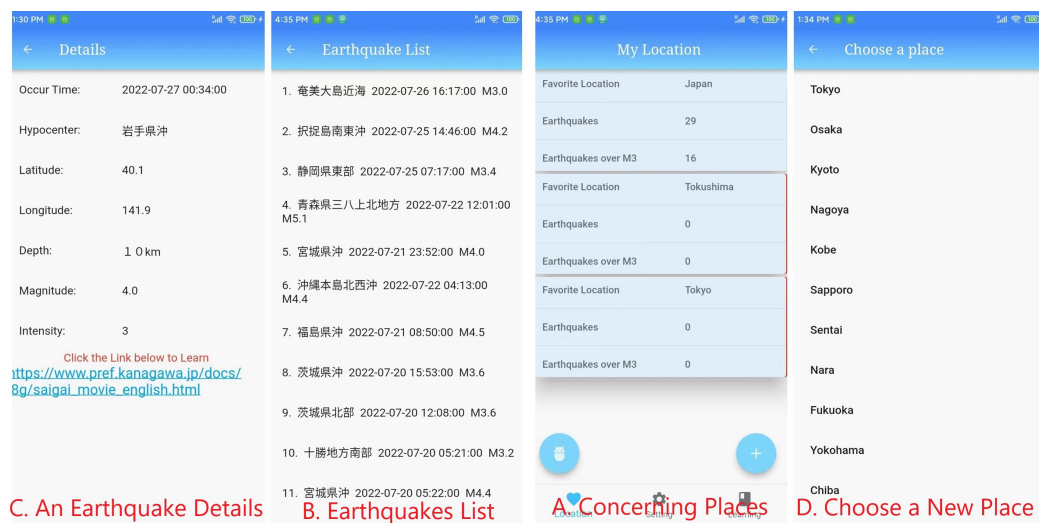 1:30 PM
100
Details
Occur Time: 2022-07-27 00:34:00
Hypocenter: 岩手県沖
Latitude: 40.1
Longitude: 141.9
Depth: １０km
Magnitude: 4.0
Intensity: 3
Click the Link below to Learn
https://www.pref.kanagawa.jp/docs/
8g/saigai_movie_english.html
C. An Earthquake Details
4:35 PM
100
Earthquake List
1. 奄美大島近海 2022-07-26 16:17:00 M3.0
2. 択捉島南東沖 2022-07-25 14:46:00 M4.2
3. 静岡県東部 2022-07-25 07:17:00 M3.4
4. 青森県三八上北地方 2022-07-22 12:01:00
M5.1
5. 宮城県沖 2022-07-21 23:52:00 M4.0
6. 沖縄本島北西沖 2022-07-22 04:13:00
M4.4
7. 福島県沖 2022-07-21 08:50:00 M4.5
8. 茨城県沖 2022-07-20 15:53:00 M3.6
9. 茨城県北部 2022-07-20 12:08:00 M3.6
10. 十勝地方南部 2022-07-20 05:21:00 M3.2
11. 宮城県沖 2022-07-20 05:22:00 M4.4
B. Earthquakes List
4:35 PM
100
My Location
Favorite Location Japan
Earthquakes 29
Earthquakes over M3 16
Favorite Location Tokushima
Earthquakes 0
Earthquakes over M3 0
Favorite Location Tokyo
Earthquakes 0
Earthquakes over M3 0
+
Location Setting Learning
A. Concerning Places
1:34 PM
100
Choose a place
Tokyo
Osaka
Kyoto
Nagoya
Kobe
Sapporo
Sentai
Nara
Fukuoka
Yokohama
Chiba
D. Choose a New Place